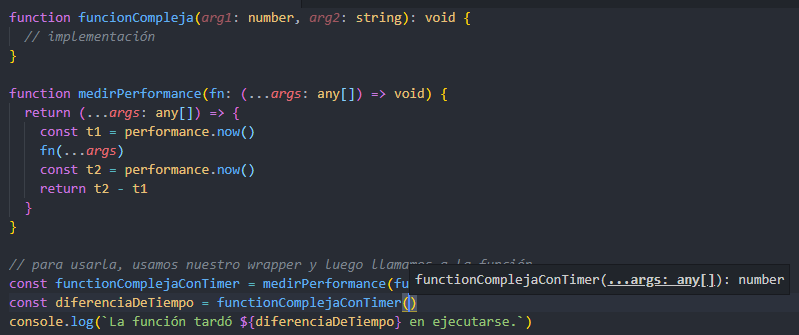 function funcionCompleja(arg1: number, arg2: string): void {
// implementación
}
function medirPerformance(fn: (...args: any[]) => void) {
return (...args: any[]) => {
const t1 = performance.now()
fn(...args)
const t2 = performance.now()
return t2 - t1
}
}
// para usarla, usamos nuestro wrapper y luego llamamos a la función
const functionComplejaConTimer = medirPerformance(fu
functionComplejaConTimer(...args: any[]): number
const diferenciaDeTiempo = functionComplejaConTimer()
console.log(`La función tardó ${diferenciaDeTiempo} en ejecutarse.`)